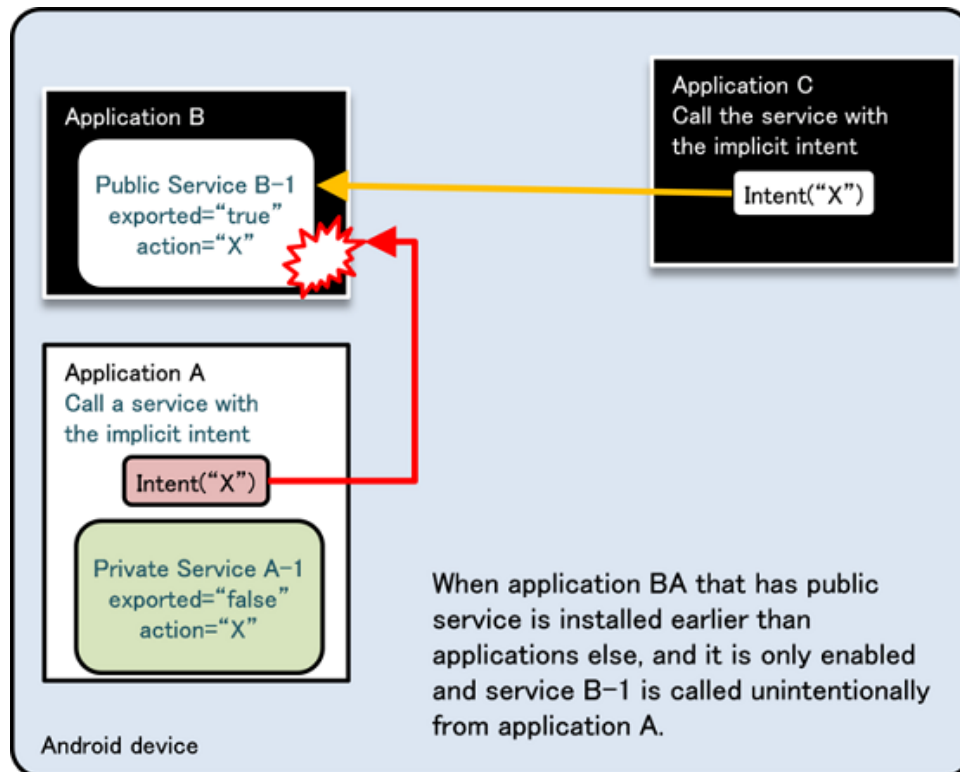 Application B
Public Service B-1
exported=“true”
action=“X”
Application C
Call the service with
the implicit intent
Intent(“X”)
Application A
Call a service with
the implicit intent
Intent(“X”)
Private Service A-1
exported=“false”
action=“X”
When application BA that has public
service is installed earlier than
applications else, and it is only enabled
and service B-1 is called unintentionally
from application A.
Android device